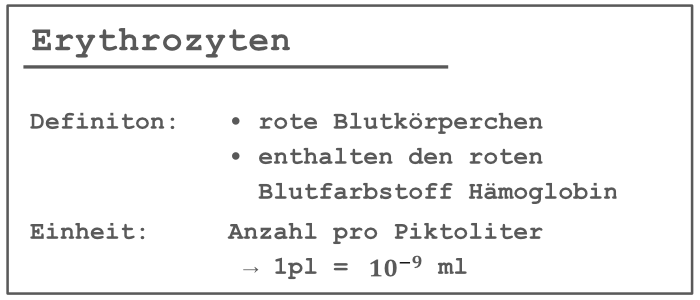 Erythrozyten
Definiton: • rote Blutkörperchen
• enthalten den roten
Blutfarbstoff Hämoglobin
Einheit: Anzahl pro Piktoliter
→ 1pl = 10⁻⁹ ml